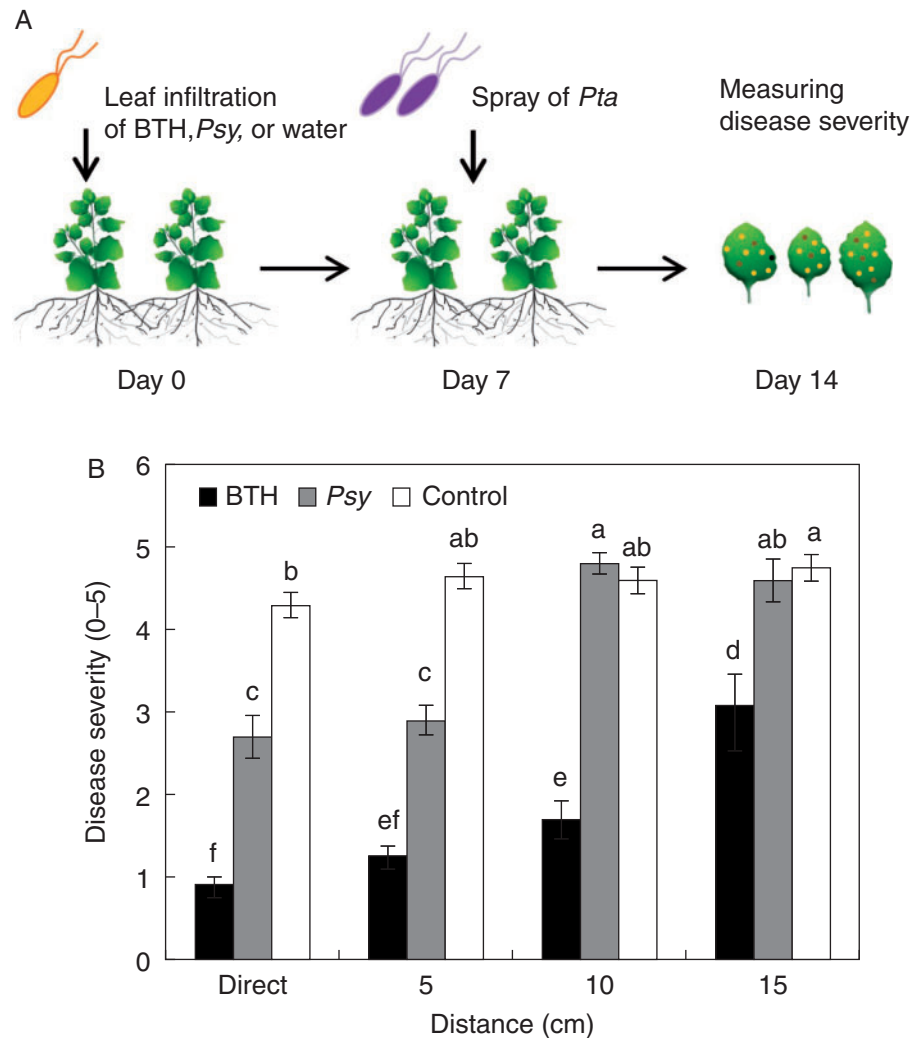 A
Leaf infiltration
of BTH, Psy, or water
Spray of Pta
Measuring
disease severity
Day 0
Day 7
Day 14
B
BTH Psy Control
Disease severity (0–5)
6
5
4
3
2
1
0
f c b
ef c ab
e a ab
d ab a
Direct 5 10 15
Distance (cm)